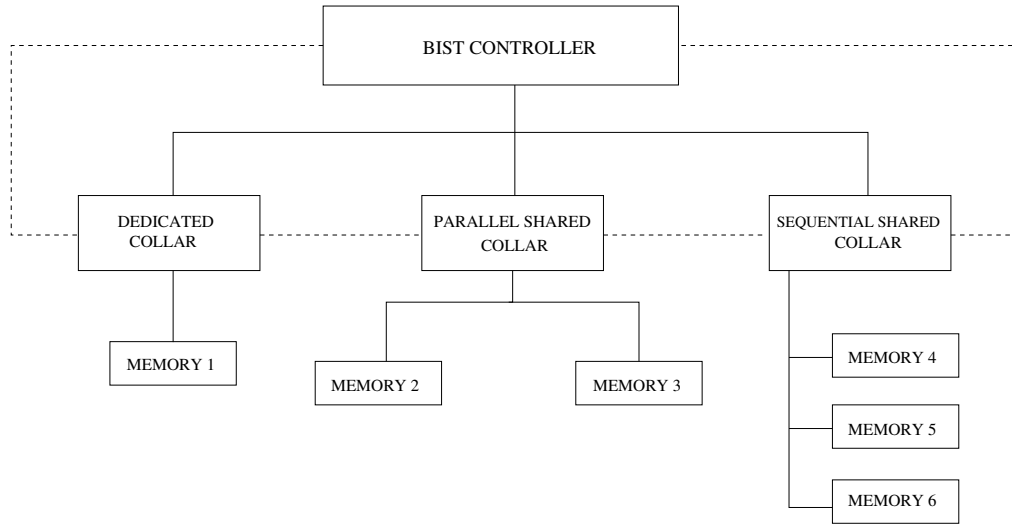 BIST CONTROLLER
DEDICATED
COLLAR
PARALLEL SHARED
COLLAR
SEQUENTIAL SHARED
COLLAR
MEMORY 1
MEMORY 2
MEMORY 3
MEMORY 4
MEMORY 5
MEMORY 6